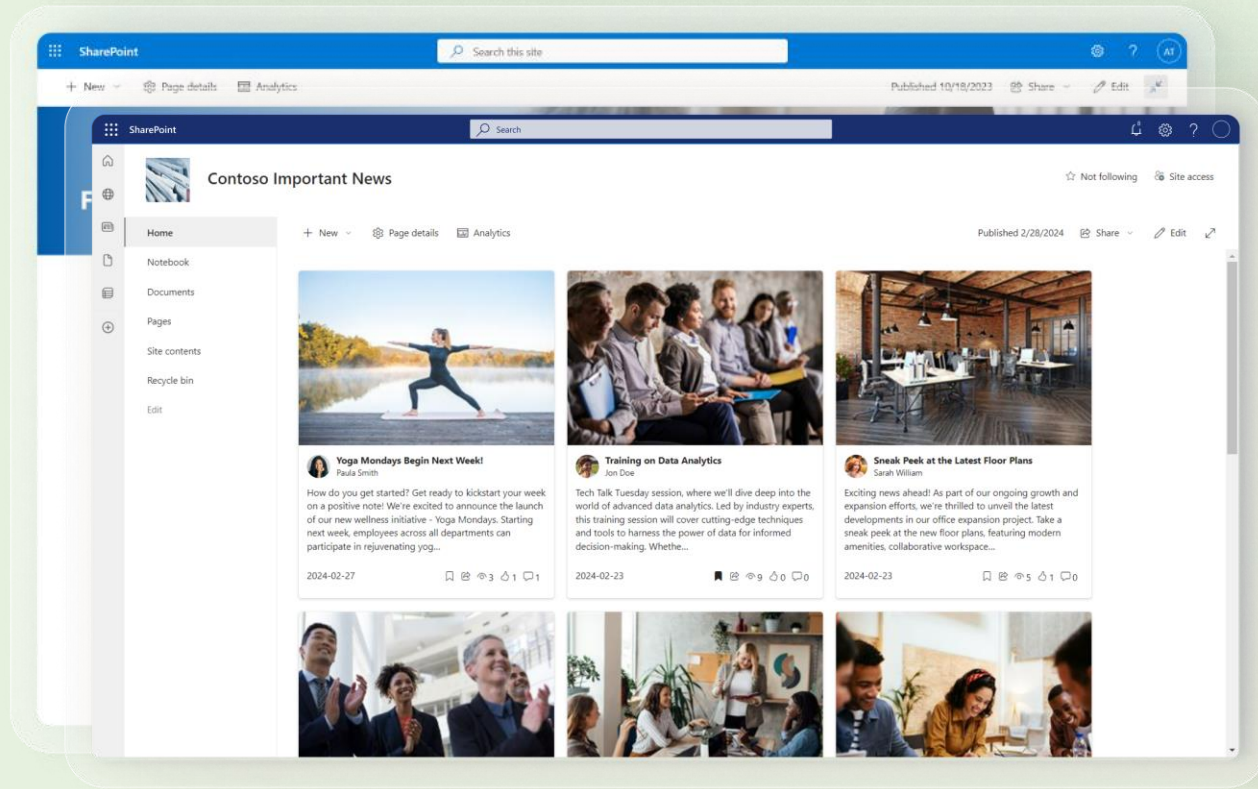 SharePoint
Search this site
AT
New
Page details
Analytics
Published 10/18/2023
Share
Edit
F
SharePoint
Search
Contoso Important News
Not following
Site access
Home
Notebook
Documents
Pages
Site contents
Recycle bin
Edit
New
Page details
Analytics
Published 2/28/2024
Share
Edit
Yoga Mondays Begin Next Week!
Paula Smith
How do you get started? Get ready to kickstart your week
on a positive note! We're excited to announce the launch
of our new wellness initiative - Yoga Mondays. Starting
next week, employees across all departments can
participate in rejuvenating yog...
2024-02-27
3 1 1
Training on Data Analytics
Jon Doe
Tech Talk Tuesday session, where we'll dive deep into the
world of advanced data analytics. Led by industry experts,
this training session will cover cutting-edge techniques
and tools to harness the power of data for informed
decision-making. Whethe...
2024-02-23
9 0 0
Sneak Peek at the Latest Floor Plans
Sarah William
Exciting news ahead! As part of our ongoing growth and
expansion efforts, we're thrilled to unveil the latest
developments in our office expansion project. Take a
sneak peek at the new floor plans, featuring modern
amenities, collaborative workspace...
2024-02-23
5 1 0